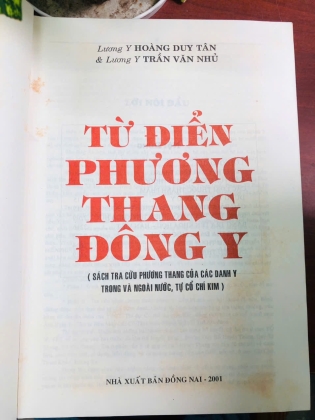 Lương Y HOÀNG DUY TÂN
& Lương Y TRẦN VĂN NHỦ
TỪ ĐIỂN
PHƯƠNG
THANG
ĐÔNG Y
( SÁCH TRA CỨU PHƯƠNG THANG CỦA CÁC DANH Y
TRONG VÀ NGOÀI NƯỚC, TỰ CỔ CHÍ KIM )
NHÀ XUẤT BẢN ĐỒNG NAI - 2001